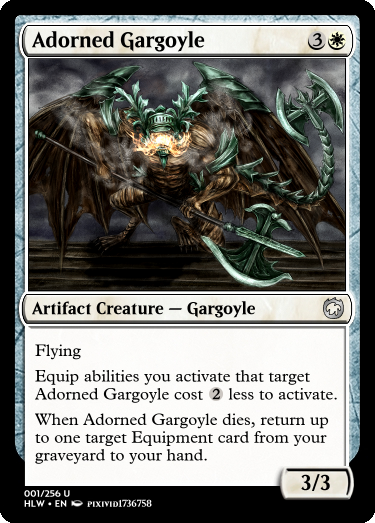 Adorned Gargoyle 3
Artifact Creature — Gargoyle
Flying
Equip abilities you activate that target
Adorned Gargoyle cost 2 less to activate.
When Adorned Gargoyle dies, return up
to one target Equipment card from your
graveyard to your hand.
3/3
001/256 U
HLW • EN PIXIVID1736758